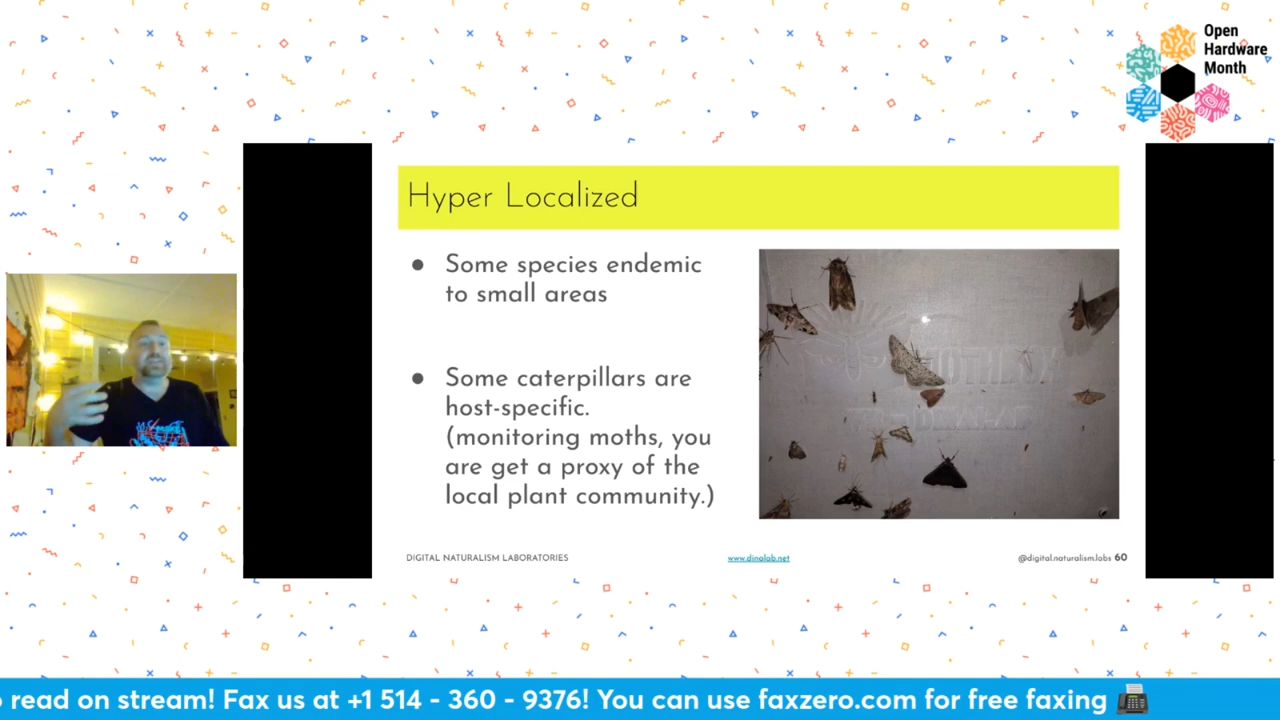 Open
Hardware
Month
Hyper Localized
● Some species endemic
to small areas
● Some caterpillars are
host-specific.
(monitoring moths, you
are get a proxy of the
local plant community.)
MOTHBOX
DINALAB
DIGITAL NATURALISM LABORATORIES
www.dinalab.net
@digital.naturalism.labs 60
read on stream! Fax us at +1 514 - 360 - 9376! You can use faxzero.com for free faxing